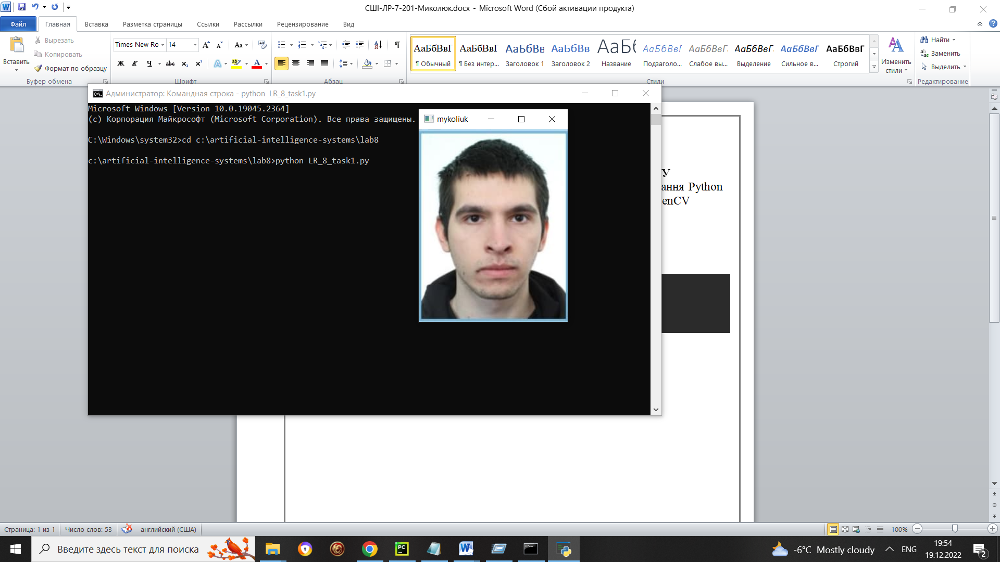 СШІ-ЛР-7-201-Миколюк.docx - Microsoft Word (Сбой активации продукта)
Файл
Главная
Вставка
Разметка страницы
Ссылки
Рассылки
Рецензирование
Вид
Вставить
Вырезать
Копировать
Формат по образцу
Буфер обмена
Times New Ro
14
Шрифт
Абзац
АаБбВвГ АаБбВвГ АаБбВв АаБбВв АаБб АаБбВвГ АаБбВвГ АаБбВвГ АаБбВвГ АаБбВвГ
¶ Обычный
¶ Без интер...
Заголовок 1
Заголовок 2
Название
Подзаголо...
Слабое вы...
Выделение
Сильное в...
Строгий
Стили
Изменить
стили
Найти
Заменить
Выделить
Редактирование
Администратор: Командная строка - python LR_8_task1.py
Microsoft Windows [Version 10.0.19045.2364]
(c) Корпорация Майкрософт (Microsoft Corporation). Все права защищены.
C:\Windows\system32>cd c:\artificial-intelligence-systems\lab8
c:\artificial-intelligence-systems\lab8>python LR_8_task1.py
mykoliuk
У
ання Python
enCV
Страница: 1 из 1
Число слов: 53
английский (США)
100%
Введите здесь текст для поиска
-6°C Mostly cloudy
ENG
19:54
19.12.2022
2